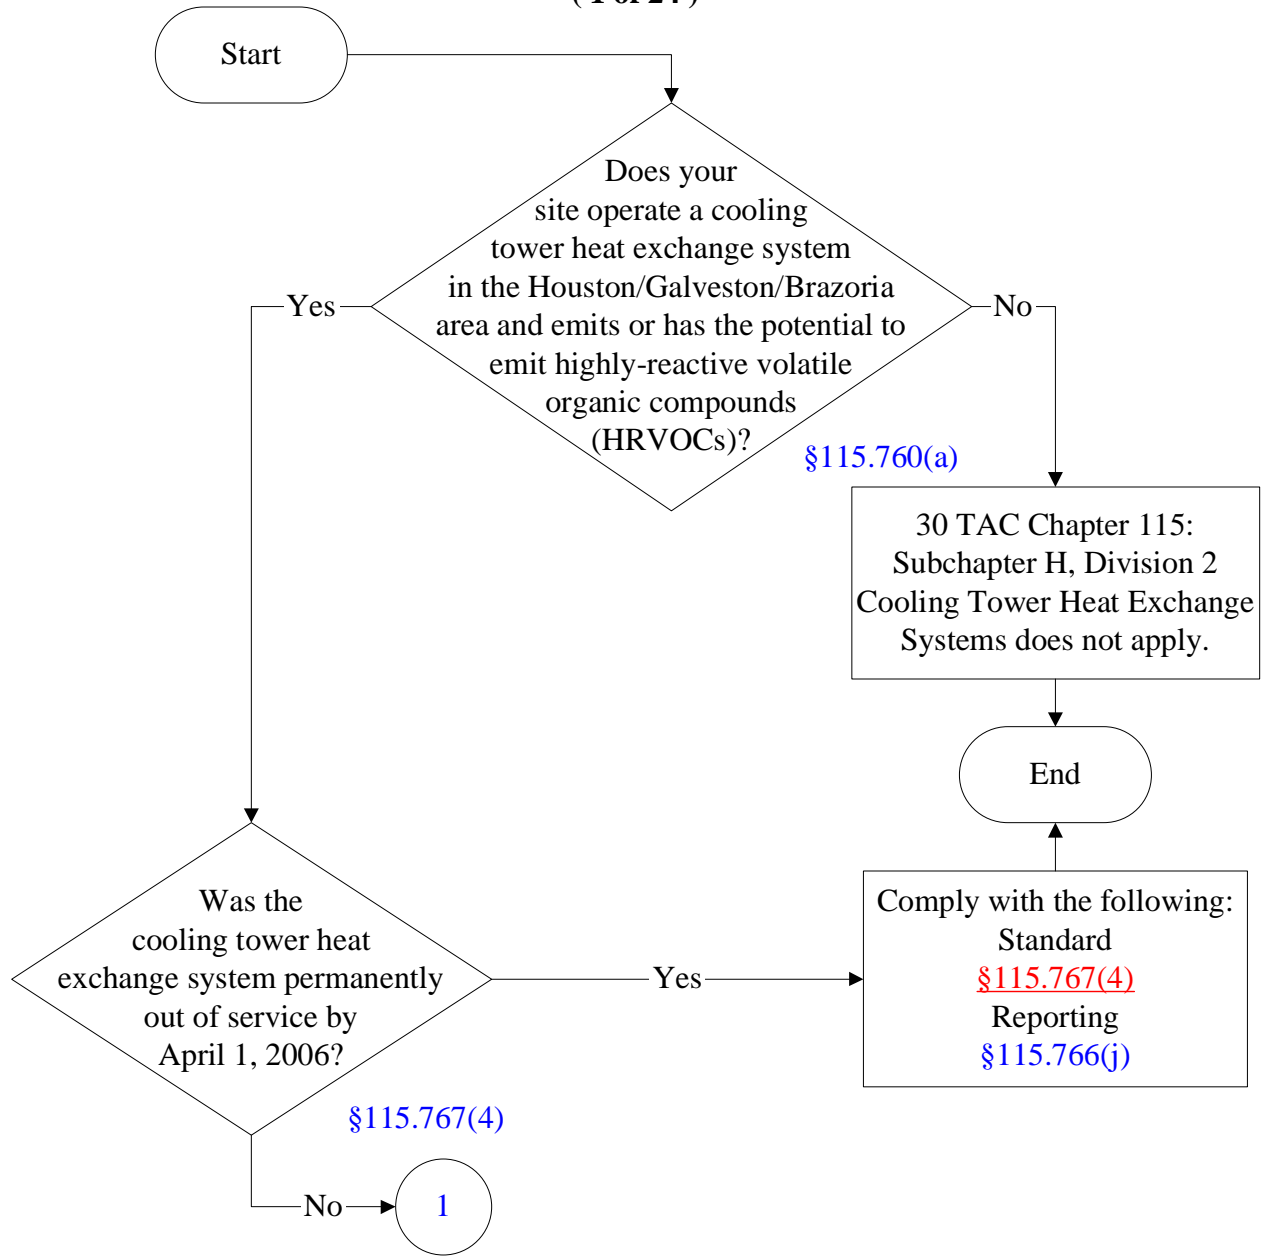 Start
Does your
site operate a cooling
tower heat exchange system
in the Houston/Galveston/Brazoria
area and emits or has the potential to
emit highly-reactive volatile
organic compounds
(HRVOCs)?
§115.760(a)
Yes
No
30 TAC Chapter 115:
Subchapter H, Division 2
Cooling Tower Heat Exchange
Systems does not apply.
End
Was the
cooling tower heat
exchange system permanently
out of service by
April 1, 2006?
§115.767(4)
Yes
Comply with the following:
Standard
§115.767(4)
Reporting
§115.766(j)
No
1